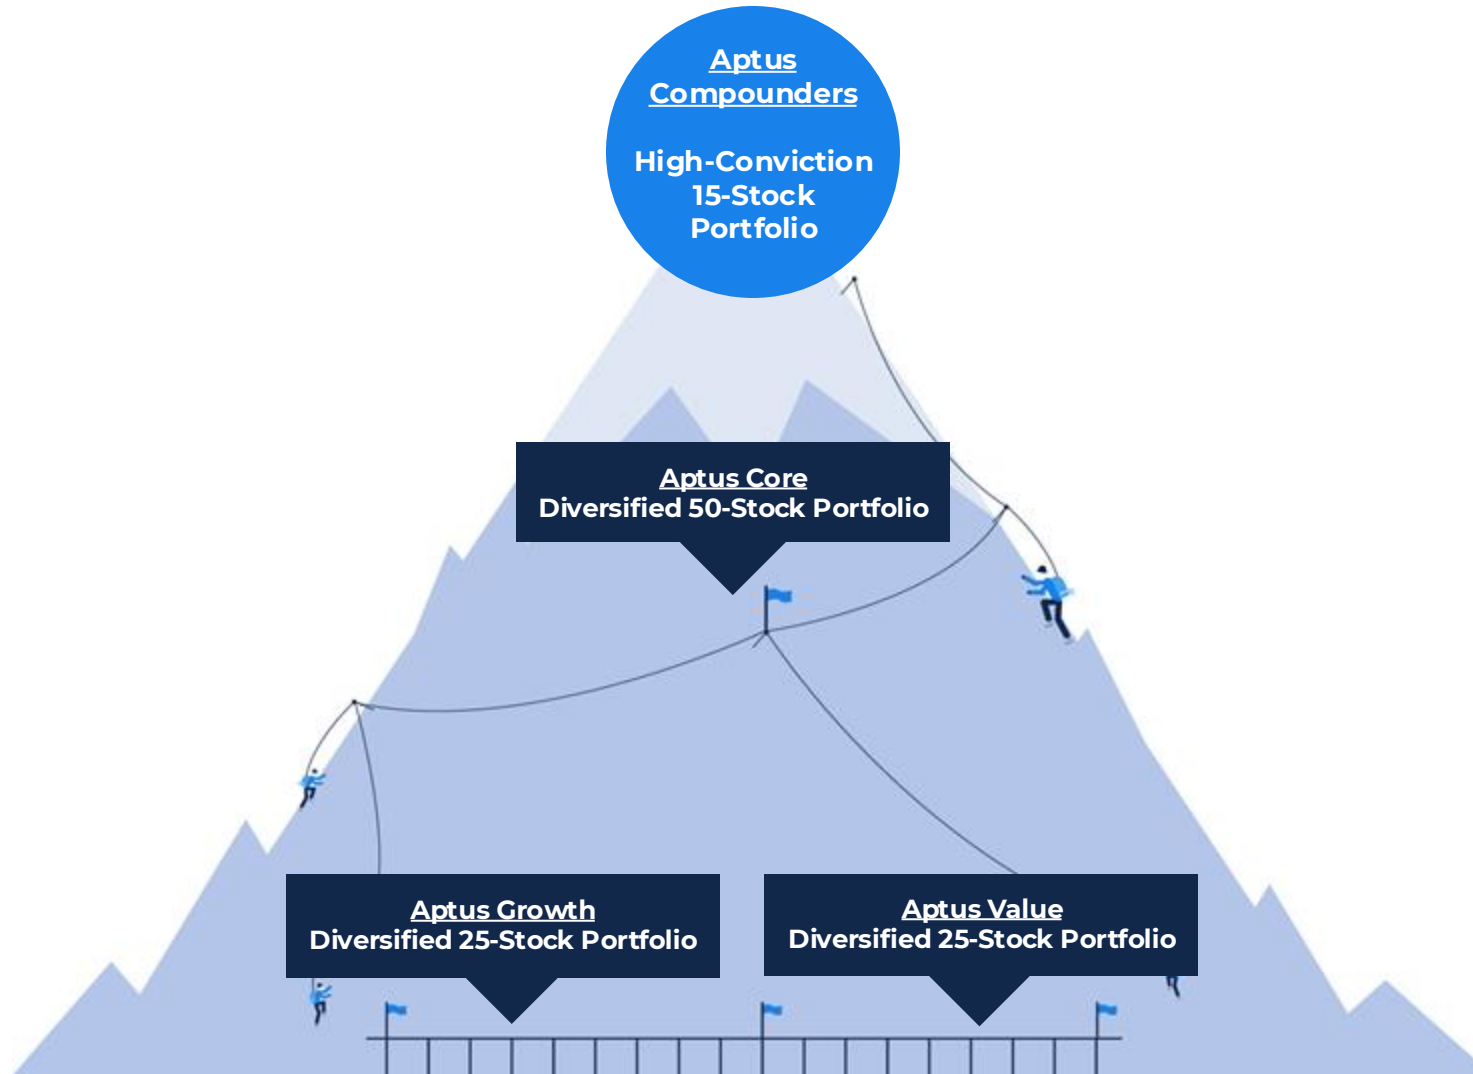 Aptus
Compounders
High-Conviction
15-Stock
Portfolio
Aptus Core
Diversified 50-Stock Portfolio
Aptus Growth
Diversified 25-Stock Portfolio
Aptus Value
Diversified 25-Stock Portfolio